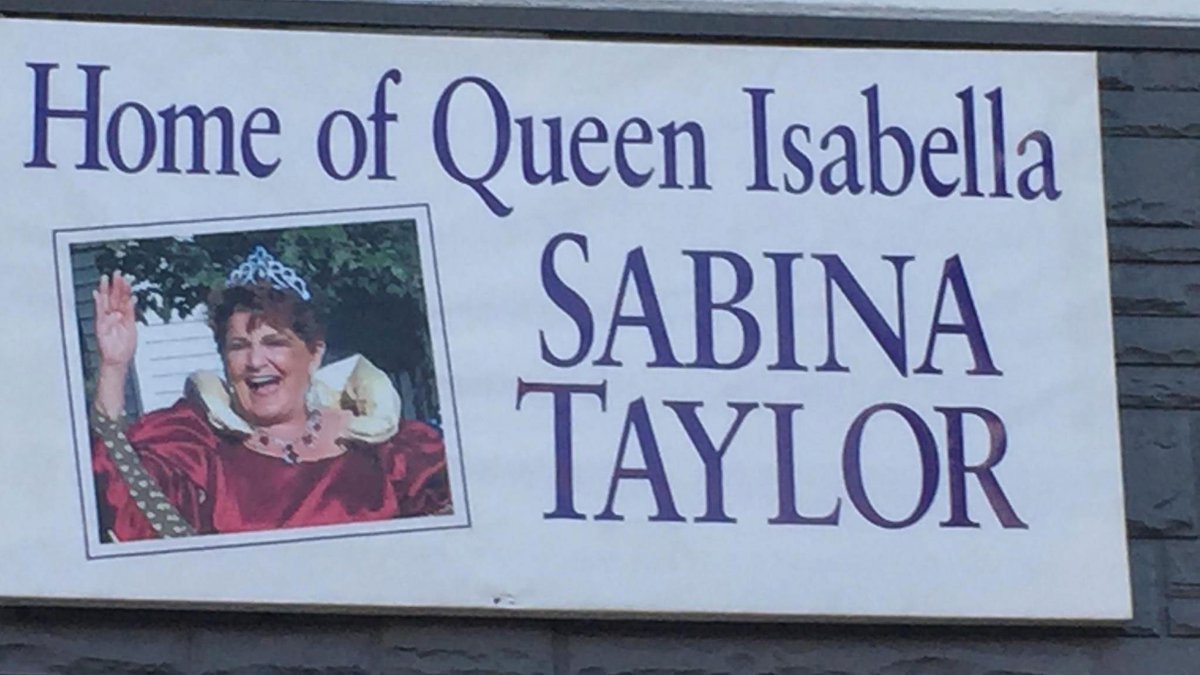 Home of Queen Isabella
SABINA
TAYLOR